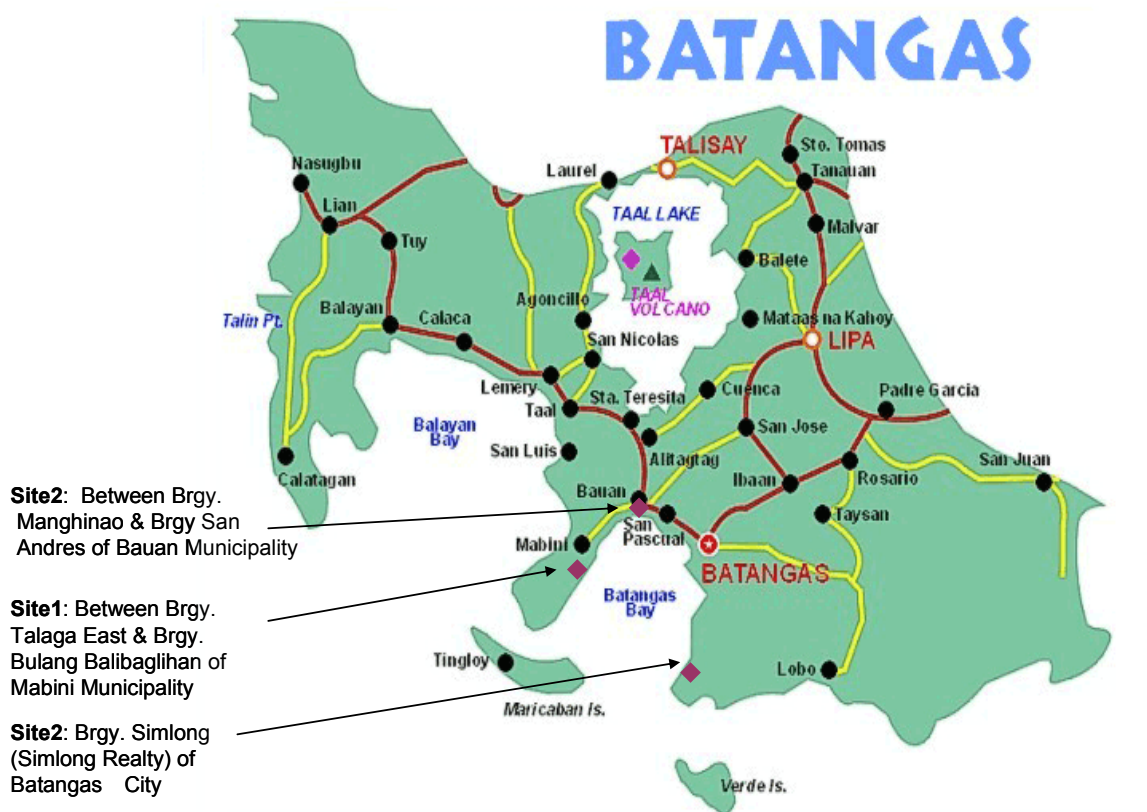 BATANGAS
TALISAY
Sto. Tomas
Nasugbu
Laurel
Tanauan
Lian
TAAL LAKE
Malvar
Tuy
Balete
Agoncillo
TAAL
VOLCANO
Balayan
Calaca
Talin Pt.
Mataas na Kahoy
San Nicolas
LIPA
Lemery
Sta. Teresita
Cuenca
Padre Garcia
Taal
Balayan
Bay
San Jose
San Luis
Alitagtag
San Juan
Calatagan
Ibaan
Rosario
Bauan
Site2: Between Brgy.
Manghinao & Brgy San
Andres of Bauan Municipality
San
Pascual
Taysan
Mabini
BATANGAS
Batangas
Bay
Site1: Between Brgy.
Talaga East & Brgy.
Bulang Balibaglihan of
Mabini Municipality
Tingloy
Lobo
Maricaban Is.
Site2: Brgy. Simlong
(Simlong Realty) of
Batangas City
Verde Is.